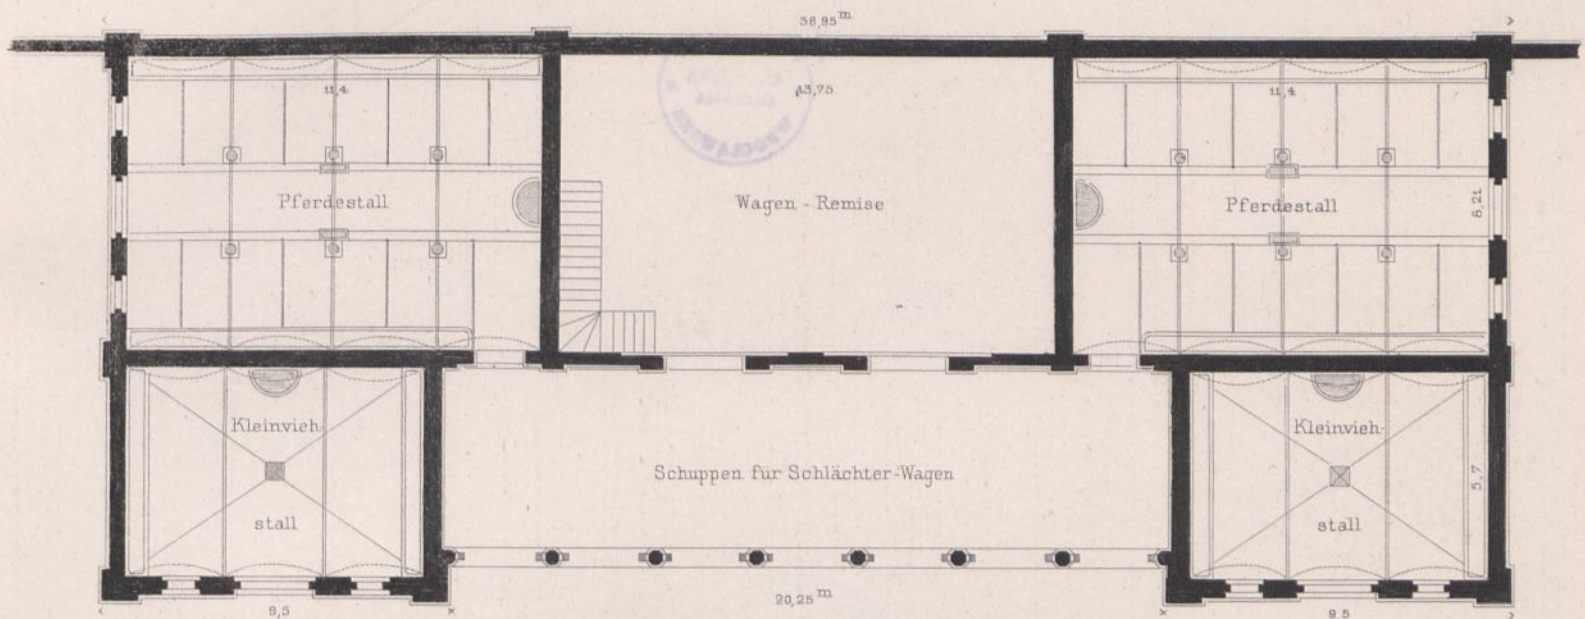 38,95 m
11,4
13,75
11,4
Pferdestall
Wagen - Remise
Pferdestall
8,21
Kleinvieh
stall
Schuppen für Schlächter-Wagen
Kleinvieh-
stall
5,7
9,5
20,25 m
9,5
WROCŁAWIU